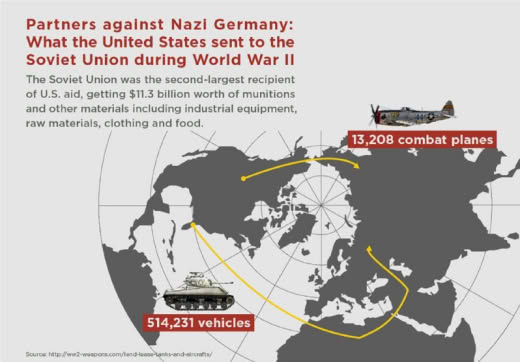 Partners against Nazi Germany:
What the United States sent to the
Soviet Union during World War II
The Soviet Union was the second-largest recipient
of U.S. aid, getting $11.3 billion worth of munitions
and other materials including industrial equipment,
raw materials, clothing and food.
13,208 combat planes
514,231 vehicles
Source: http://ww2-weapons.com/lend-lease-tanks-and-aircrafts/